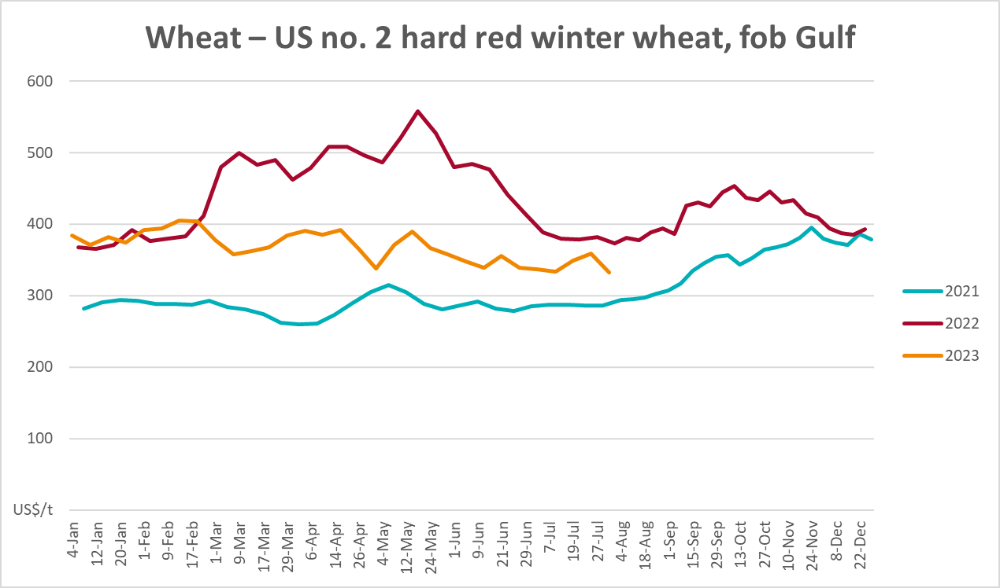 Wheat – US no. 2 hard red winter wheat, fob Gulf
600
500
400
300
200
100
US$/t
4-Jan
12-Jan
20-Jan
1-Feb
9-Feb
17-Feb
1-Mar
9-Mar
17-Mar
29-Mar
6-Apr
14-Apr
26-Apr
4-May
12-May
24-May
1-Jun
9-Jun
21-Jun
29-Jun
7-Jul
19-Jul
27-Jul
4-Aug
18-Aug
1-Sep
15-Sep
29-Sep
13-Oct
27-Oct
10-Nov
24-Nov
8-Dec
22-Dec
2021
2022
2023